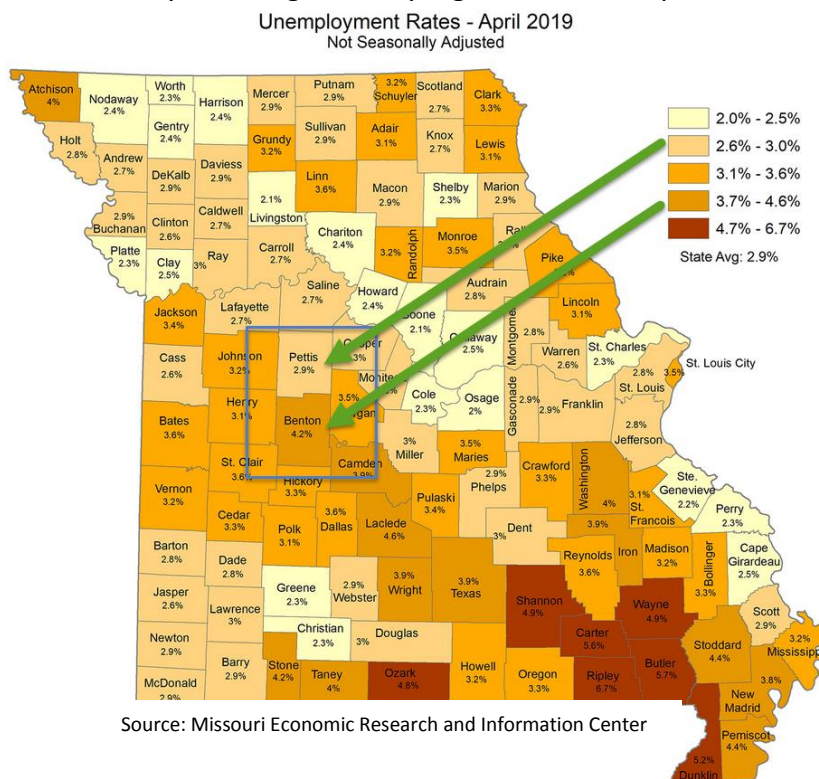 Unemployment Rates - April 2019
Not Seasonally Adjusted
2.0% - 2.5%
2.6% - 3.0%
3.1% - 3.6%
3.7% - 4.6%
4.7% - 6.7%
State Avg: 2.9%
Atchison
4%
Nodaway
2.4%
Worth
2.3%
Harrison
2.4%
Mercer
2.9%
Putnam
2.9%
3.2%
Schuyler
Scotland
2.7%
Clark
3.3%
Holt
2.8%
Gentry
2.4%
Andrew
2.7%
DeKalb
2.9%
Daviess
2.9%
Grundy
3.2%
Sullivan
2.9%
Adair
3.1%
Knox
2.7%
Lewis
3.1%
Linn
3.6%
Macon
2.9%
Shelby
2.3%
Marion
2.9%
2.9%
Buchanan
Clinton
2.6%
Caldwell
2.7%
2.1%
Livingston
Chariton
2.4%
Randolph
3.2%
Monroe
3.5%
Platte
2.3%
Clay
2.5%
3%
Ray
Carroll
2.7%
Pike
Saline
2.7%
Howard
2.4%
2.1%
Audrain
2.8%
Lincoln
3.1%
Jackson
3.4%
Lafayette
2.7%
2.5%
2.8%
Warren
2.6%
St. Charles
2.3%
St. Louis City
3.5%
2.8%
St. Louis
Cass
2.6%
Johnson
3.2%
Pettis
2.9%
Cole
2.3%
Osage
2%
Gasconade
2.9%
2.9%
Franklin
2.8%
Jefferson
Bates
3.6%
Henry
3.1%
Benton
4.2%
3.5%
3%
Miller
3.5%
Maries
St. Clair
3.6%
Hickory
3.3%
Camden
3.9%
Pulaski
3.4%
2.9%
Phelps
Crawford
3.3%
Washington
4%
3.1%
St.
Francois
Ste.
Genevieve
2.2%
Perry
2.3%
Vernon
3.2%
Cedar
3.3%
Polk
3.1%
3.6%
Dallas
Laclede
4.6%
3%
Dent
3.9%
Iron
Reynolds
3.6%
Madison
3.2%
Bollinger
3.3%
Cape
Girardeau
2.5%
Barton
2.8%
Dade
2.8%
Greene
2.3%
2.9%
Webster
3.9%
Wright
3.9%
Texas
Shannon
4.9%
Wayne
4.9%
Scott
2.9%
Jasper
2.6%
Lawrence
3%
Christian
2.3%
3%
Douglas
Carter
5.6%
Butler
5.7%
Stoddard
4.4%
3.2%
Newton
2.9%
Barry
2.9%
Stone
4.2%
Taney
4%
Ozark
4.8%
Howell
3.2%
Oregon
3.3%
Ripley
6.7%
3.8%
New
Madrid
McDonald
Pemiscot
4.4%
5.2%
Source: Missouri Economic Research and Information Center